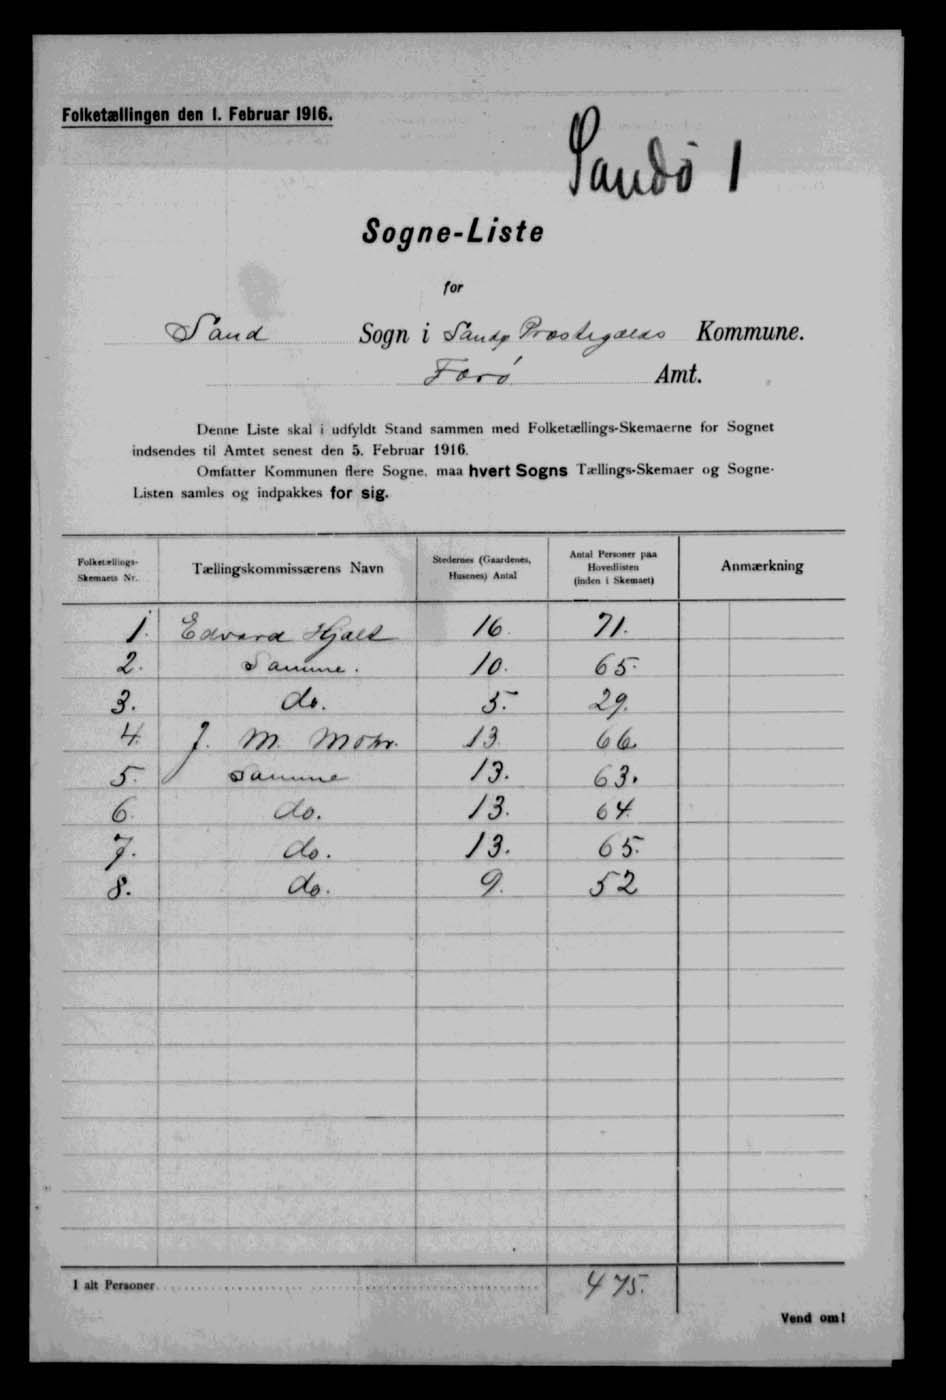 Folketællingen den 1. Februar 1916.
Sandö 1
Sogne-Liste
for
Sand Sogn i Sandø Præstegælds Kommune.
Færø Amt.
Denne Liste skal i udfyldt Stand sammen med Folketællings-Skemaerne for Sognet
indsendes til Amtet senest den 5. Februar 1916.
Omfatter Kommunen flere Sogne, maa hvert Sogns Tællings-Skemaer og Sogne-
Listen samles og indpakkes for sig.
Folketællings-
Skemaets Nr.
Tællingskommissærens Navn
Stedernes (Gaardenes,
Husenes) Antal
Antal Personer paa
Hovedlisten
(inden i Skemaet)
Anmærkning
1. Edvard Hjalt 16. 71.
2. Samme. 10. 65.
3. do. 5. 29.
4. J. M. Mohr. 13. 66.
5. Samme 13. 63.
6. do. 13. 64.
7. do. 13. 65.
8. do. 9. 52
I alt Personer 475.
Vend om!